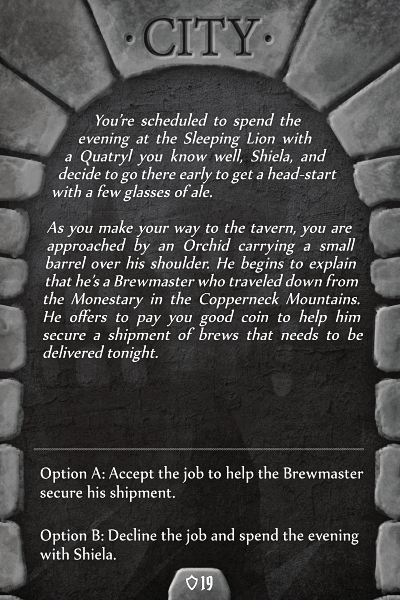 · CITY ·
You're scheduled to spend the
evening at the Sleeping Lion with
a Quatryl you know well, Shiela, and
decide to go there early to get a head-start
with a few glasses of ale.
As you make your way to the tavern, you are
approached by an Orchid carrying a small
barrel over his shoulder. He begins to explain
that he's a Brewmaster who traveled down from
the Monestary in the Copperneck Mountains.
He offers to pay you good coin to help him
secure a shipment of brews that needs to be
delivered tonight.
Option A: Accept the job to help the Brewmaster
secure his shipment.
Option B: Decline the job and spend the evening
with Shiela.
19